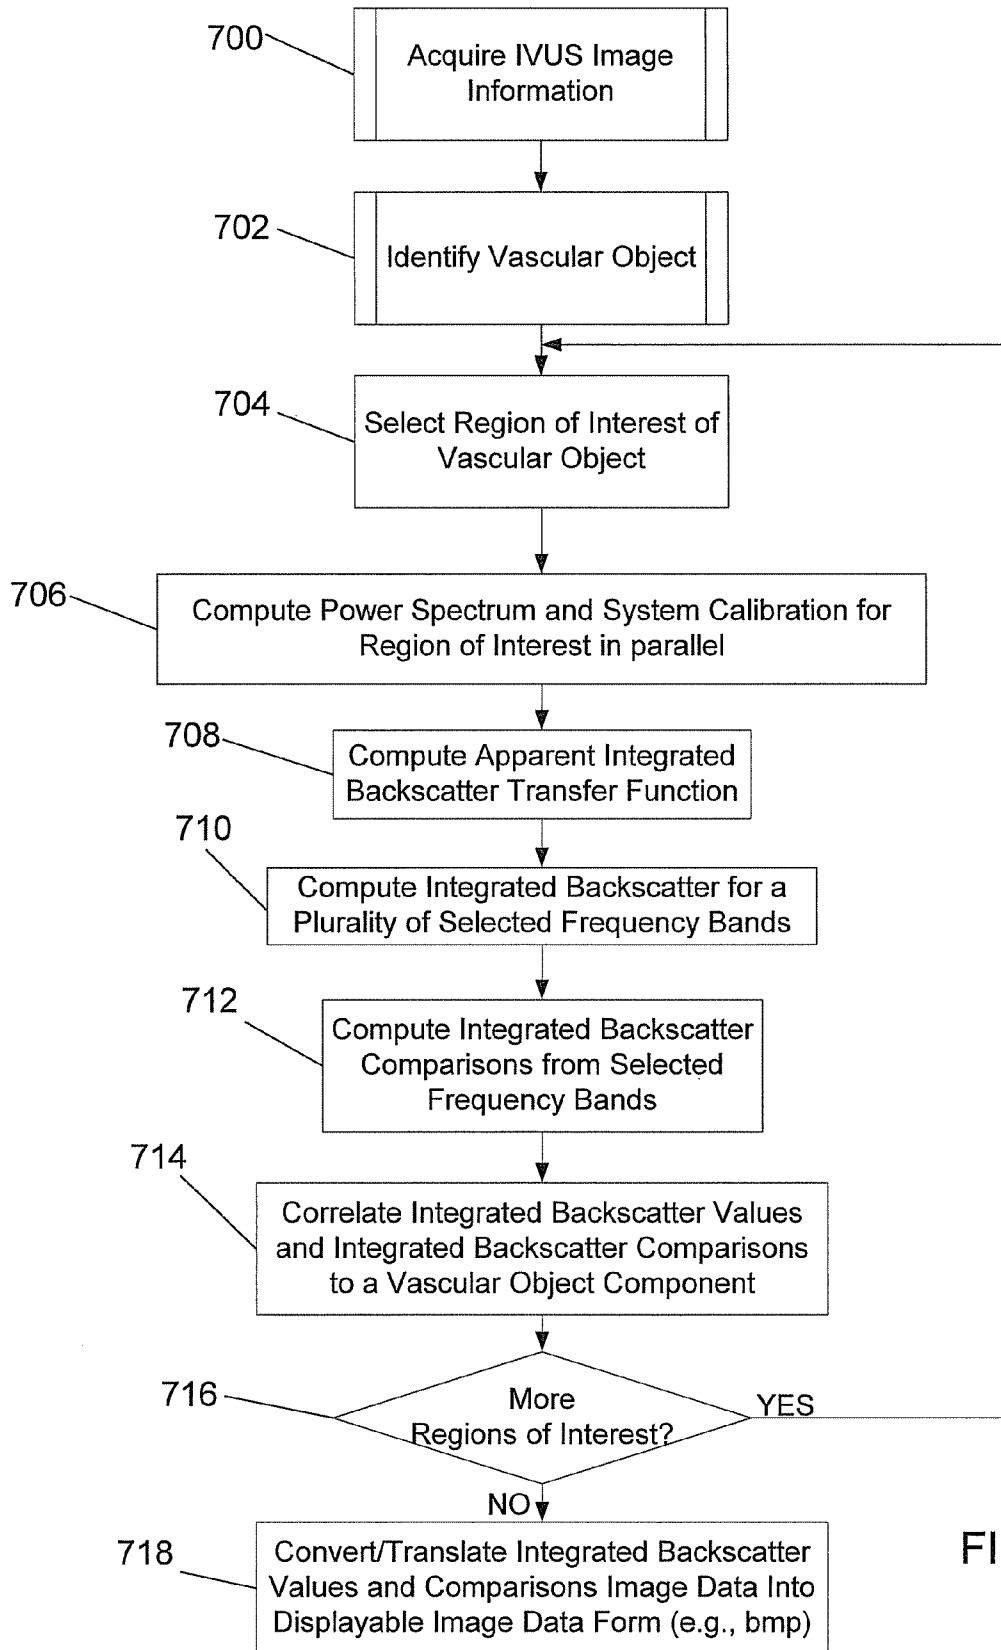 700
Acquire IVUS Image
Information
702
Identify Vascular Object
704
Select Region of Interest of
Vascular Object
706
Compute Power Spectrum and System Calibration for
Region of Interest in parallel
708
Compute Apparent Integrated
Backscatter Transfer Function
710
Compute Integrated Backscatter for a
Plurality of Selected Frequency Bands
712
Compute Integrated Backscatter
Comparisons from Selected
Frequency Bands
714
Correlate Integrated Backscatter Values
and Integrated Backscatter Comparisons
to a Vascular Object Component
716
More
Regions of Interest?
YES
NO
718
Convert/Translate Integrated Backscatter
Values and Comparisons Image Data Into
Displayable Image Data Form (e.g., bmp)
FI